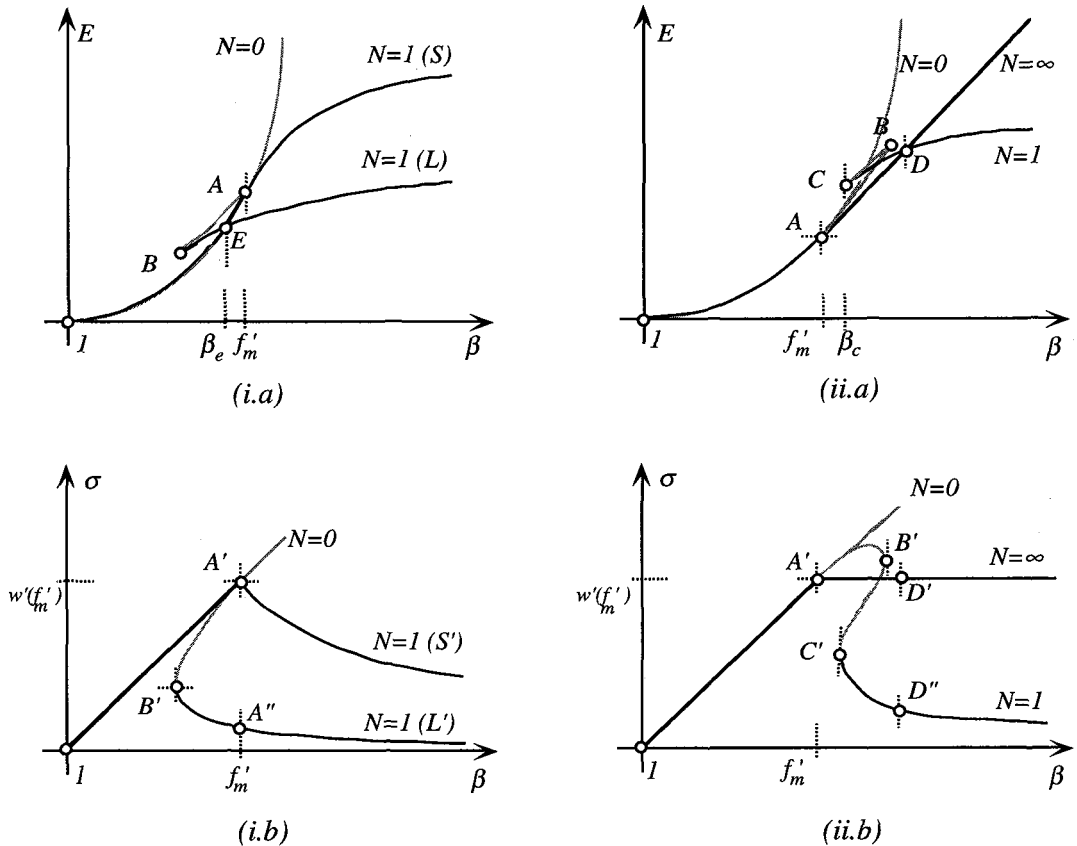 E
N=0
N=1 (S)
N=1 (L)
A
B
E
1
β_e
f'_m
β
(i.a)
E
N=0
N=∞
B
C
D
N=1
A
1
f'_m
β_c
β
(ii.a)
σ
A'
N=0
w'(f'_m)
N=1 (S')
B'
A''
N=1 (L')
1
f'_m
β
(i.b)
σ
N=0
A'
B'
N=∞
w'(f'_m)
D'
C'
D''
N=1
1
f'_m
β
(ii.b)